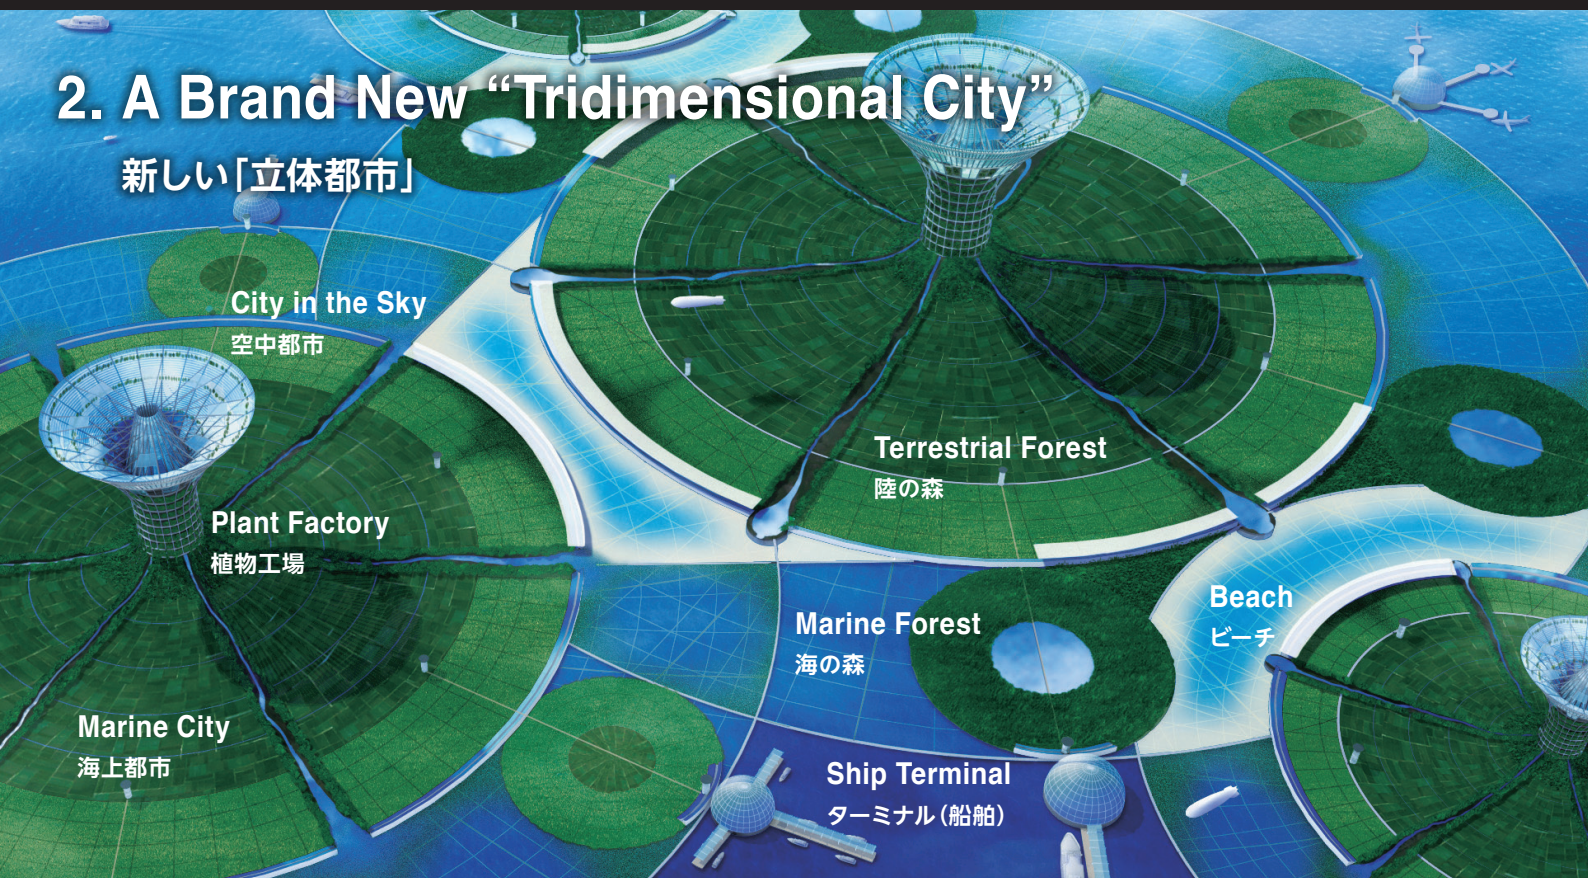 2. A Brand New “Tridimensional City”
新しい「立体都市」
City in the Sky
空中都市
Terrestrial Forest
陸の森
Plant Factory
植物工場
Beach
ビーチ
Marine Forest
海の森
Marine City
海上都市
Ship Terminal
ターミナル（船舶）